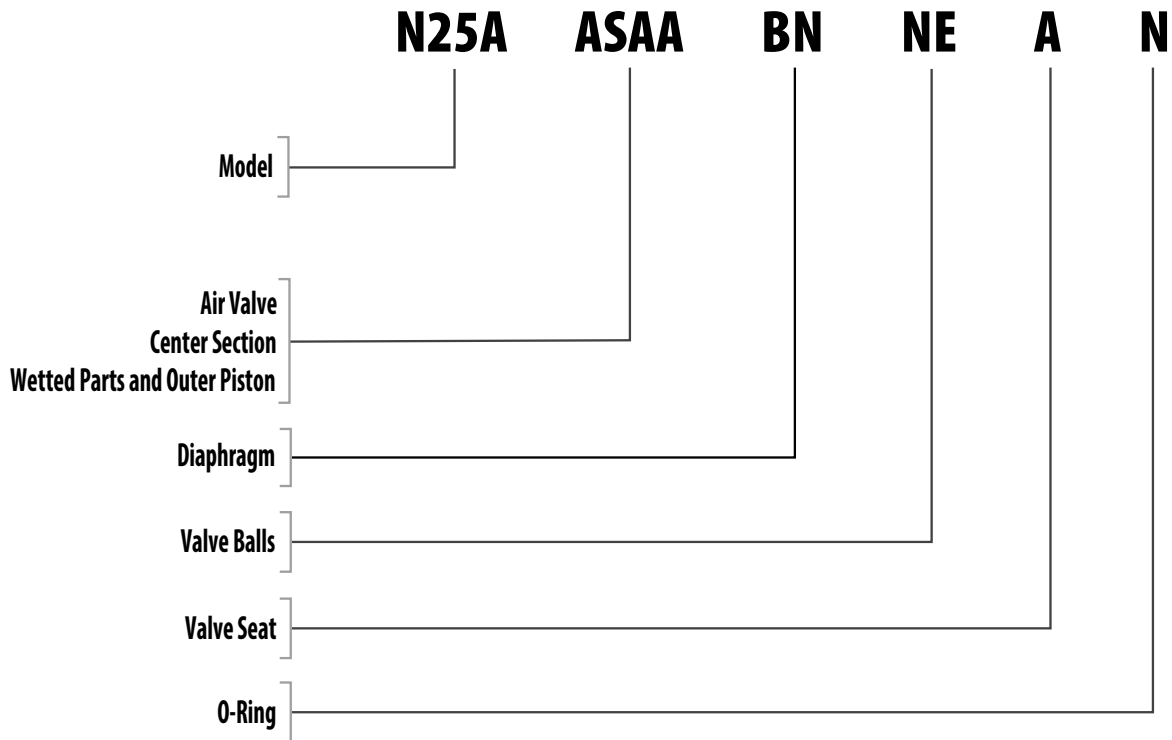 N25A ASAA BN NE A N
Model
Air Valve
Center Section
Wetted Parts and Outer Piston
Diaphragm
Valve Balls
Valve Seat
O-Ring